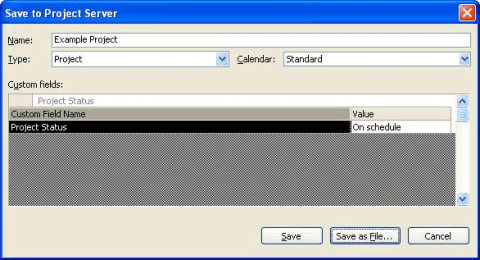 Save to Project Server
Name: Example Project
Type: Project Calendar: Standard
Custom fields:
Project Status
Custom Field Name Value
Project Status On schedule
Save Save as File... Cancel